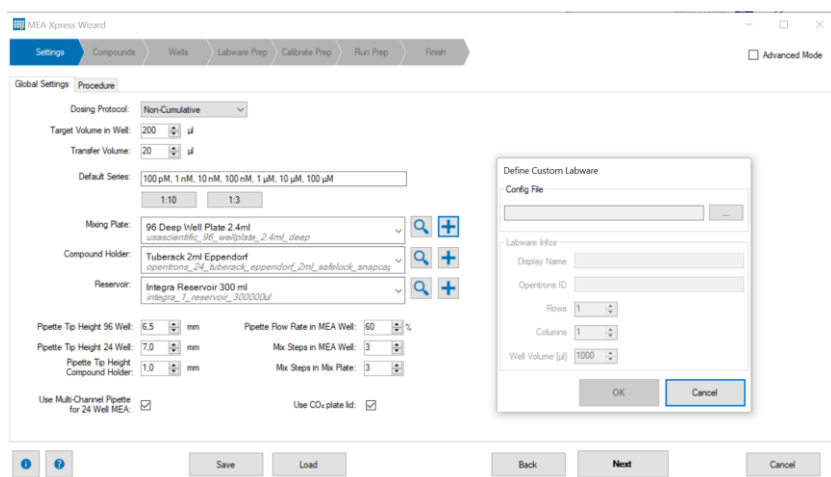 MEA Xpress Wizard
Settings Compounds Wells Labware Prep Calibrate Prep Run Prep Finish
Advanced Mode
Global Settings Procedure
Dosing Protocol: Non-Cumulative
Target Volume in Well: 200 µl
Transfer Volume: 20 µl
Default Series: 100 pM, 1 nM, 10 nM, 100 nM, 1 µM, 10 µM, 100 µM
1:10 1:3
Mixing Plate: 96 Deep Well Plate 2.4ml
usascientific_96_wellplate_2.4ml_deep
Compound Holder: Tuberack 2ml Eppendorf
opentrons_24_tuberack_eppendorf_2ml_safelock_snapcap
Reservoir: Integra Reservoir 300 ml
integra_1_reservoir_300000ul
Pipette Tip Height 96 Well: 6,5 mm Pipette Flow Rate in MEA Well: 60 %
Pipette Tip Height 24 Well: 7,0 mm Mix Steps in MEA Well: 3
Pipette Tip Height
Compound Holder: 1,0 mm Mix Steps in Mix Plate: 3
Use Multi-Channel Pipette
for 24 Well MEA: Use CO₂ plate lid:
Define Custom Labware
Config File
...
Labware Infos
Display Name
Opentrons ID
Rows 1
Columns 1
Well Volume [µl] 1000
OK Cancel
i ? Save Load Back Next Cancel